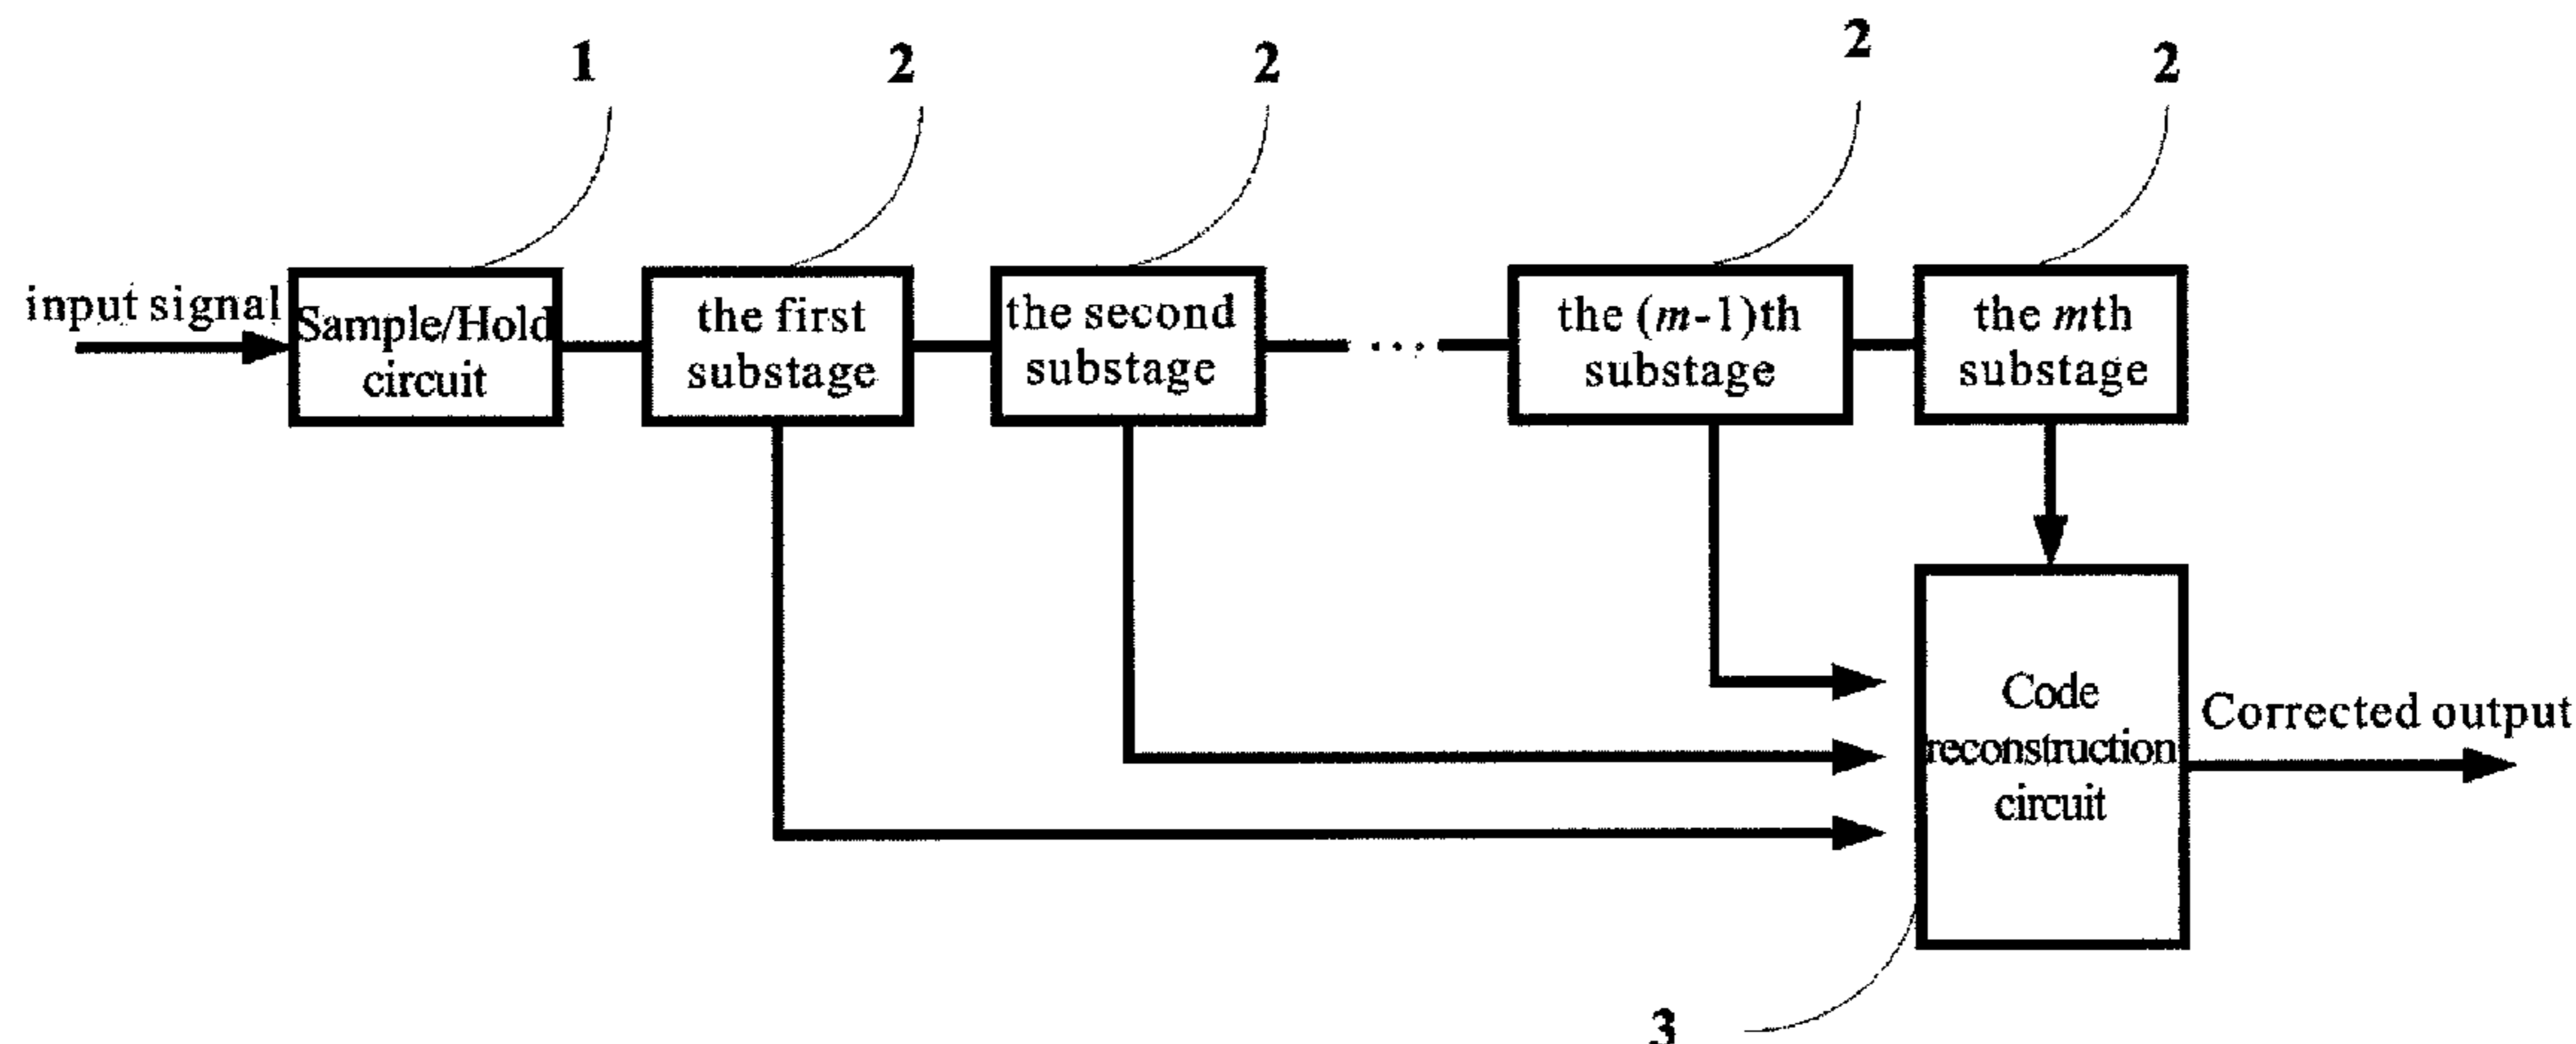 1
2
2
2
2
input signal
Sample/Hold
circuit
the first
substage
the second
substage
...
the (m-1)th
substage
the mth
substage
Code
reconstruction
circuit
Corrected output
3